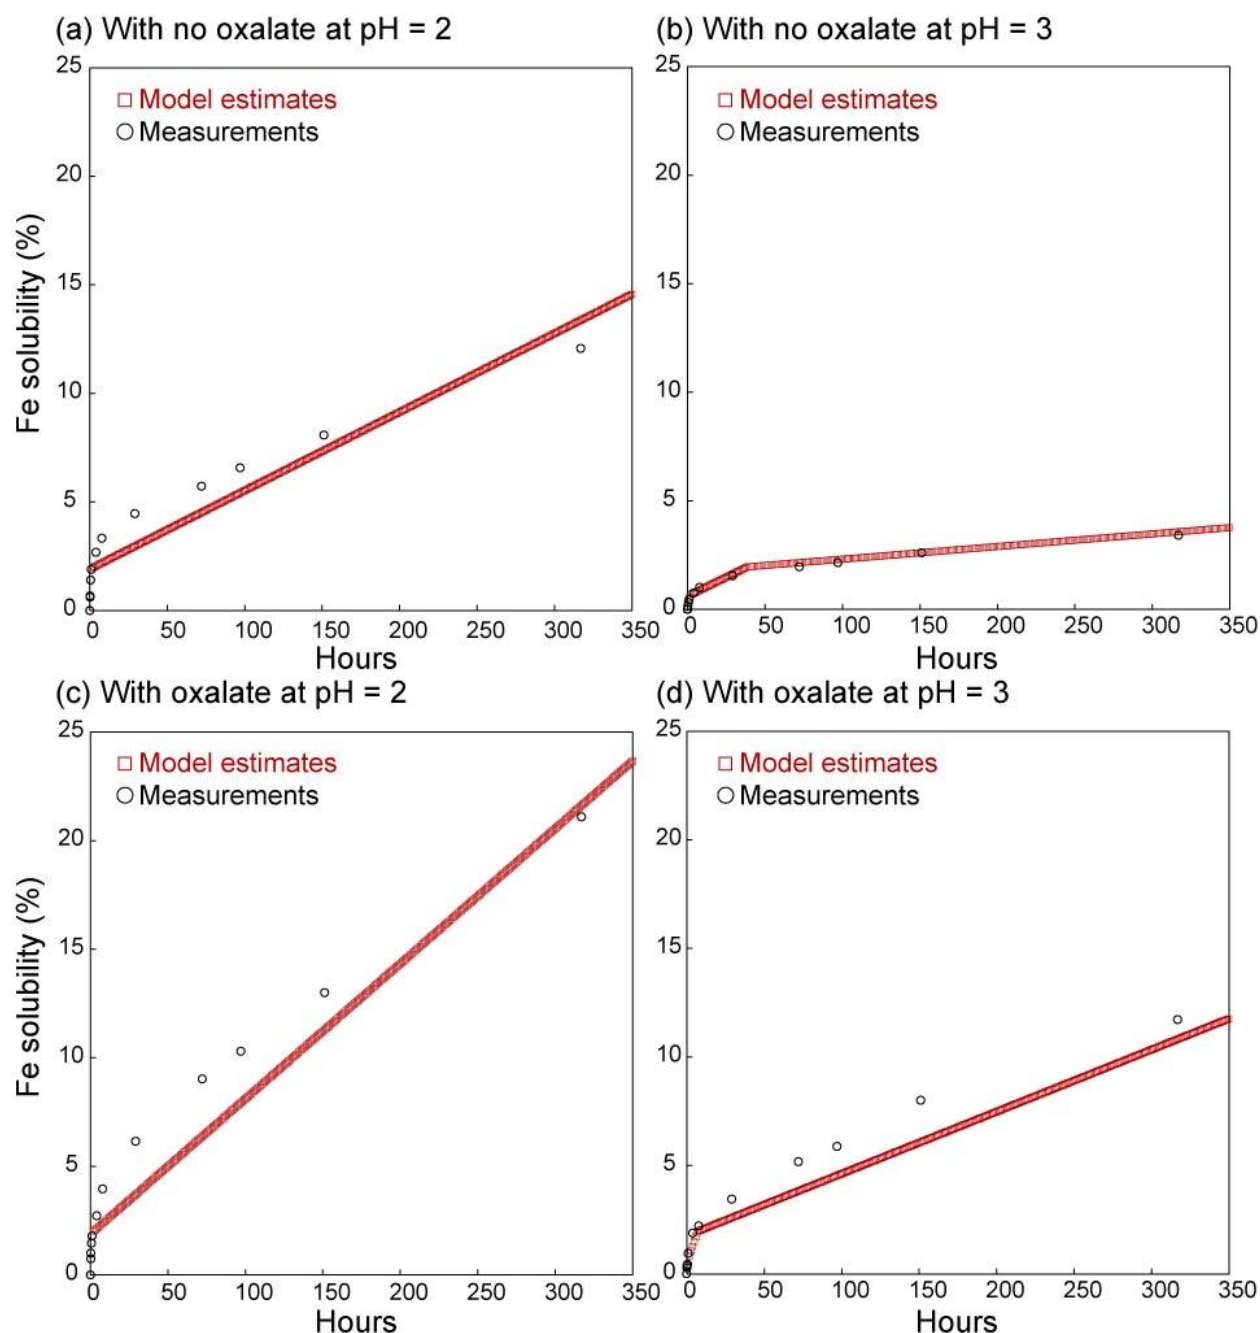 (a) With no oxalate at pH = 2
25
□ Model estimates
○ Measurements
20
15
10
5
0
Fe solubility (%)
0 50 100 150 200 250 300 350
Hours
(b) With no oxalate at pH = 3
25
□ Model estimates
○ Measurements
20
15
10
5
0
0 50 100 150 200 250 300 350
Hours
(c) With oxalate at pH = 2
25
□ Model estimates
○ Measurements
20
15
10
5
0
Fe solubility (%)
0 50 100 150 200 250 300 350
Hours
(d) With oxalate at pH = 3
25
□ Model estimates
○ Measurements
20
15
10
5
0
0 50 100 150 200 250 300 350
Hours